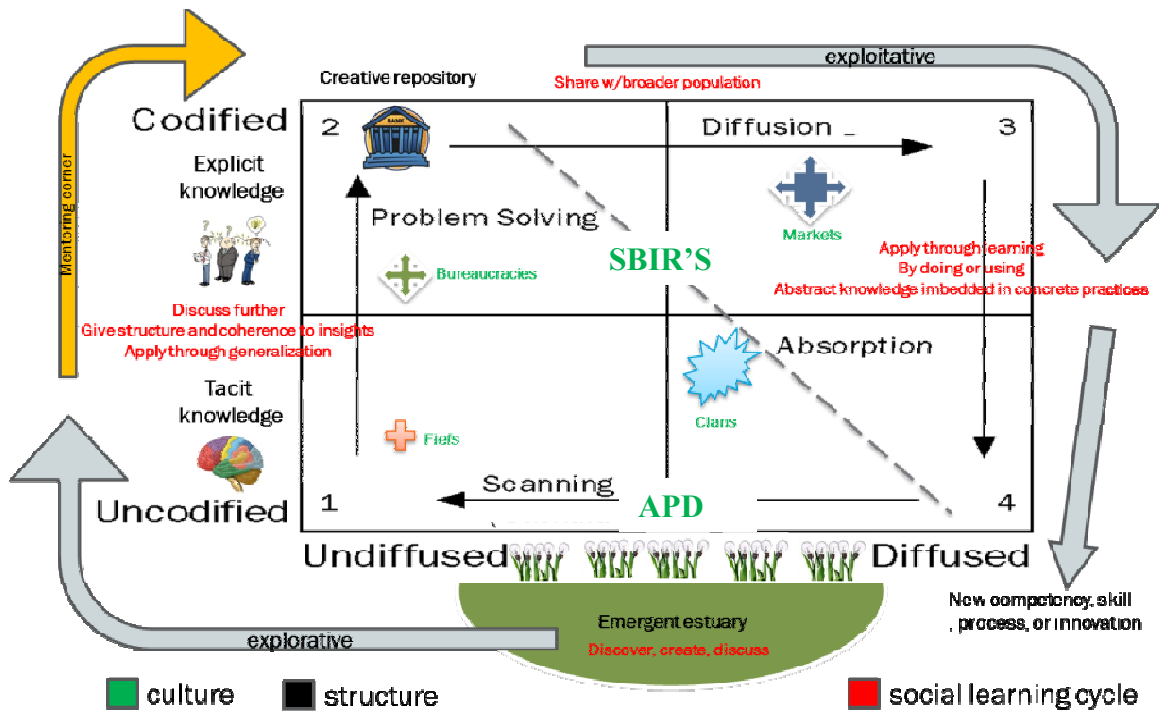 exploitative
Creative repository
Share w/broader population
Codified
2
Diffusion
3
Explicit
knowledge
Mentoring corner
Problem Solving
Markets
SBIR'S
Bureaucracies
Apply through learning
By doing or using
Abstract knowledge imbedded in concrete practices
Discuss further
Give structure and coherence to insights
Apply through generalization
Absorption
Tacit
knowledge
Clans
Fiefs
Scanning
APD
Uncodified
1
4
Undiffused
Diffused
New competency, skill
, process, or innovation
Emergent estuary
Discover, create, discuss
explorative
culture
structure
social learning cycle